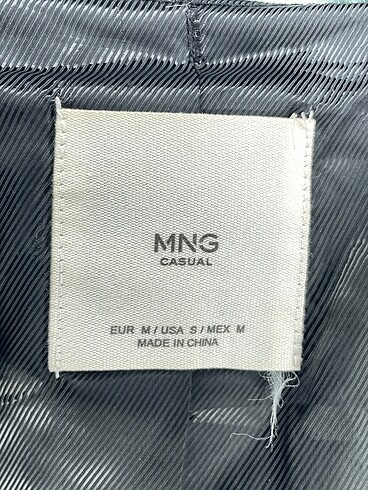 MNG
CASUAL
EUR M / USA S / MEX M
MADE IN CHINA